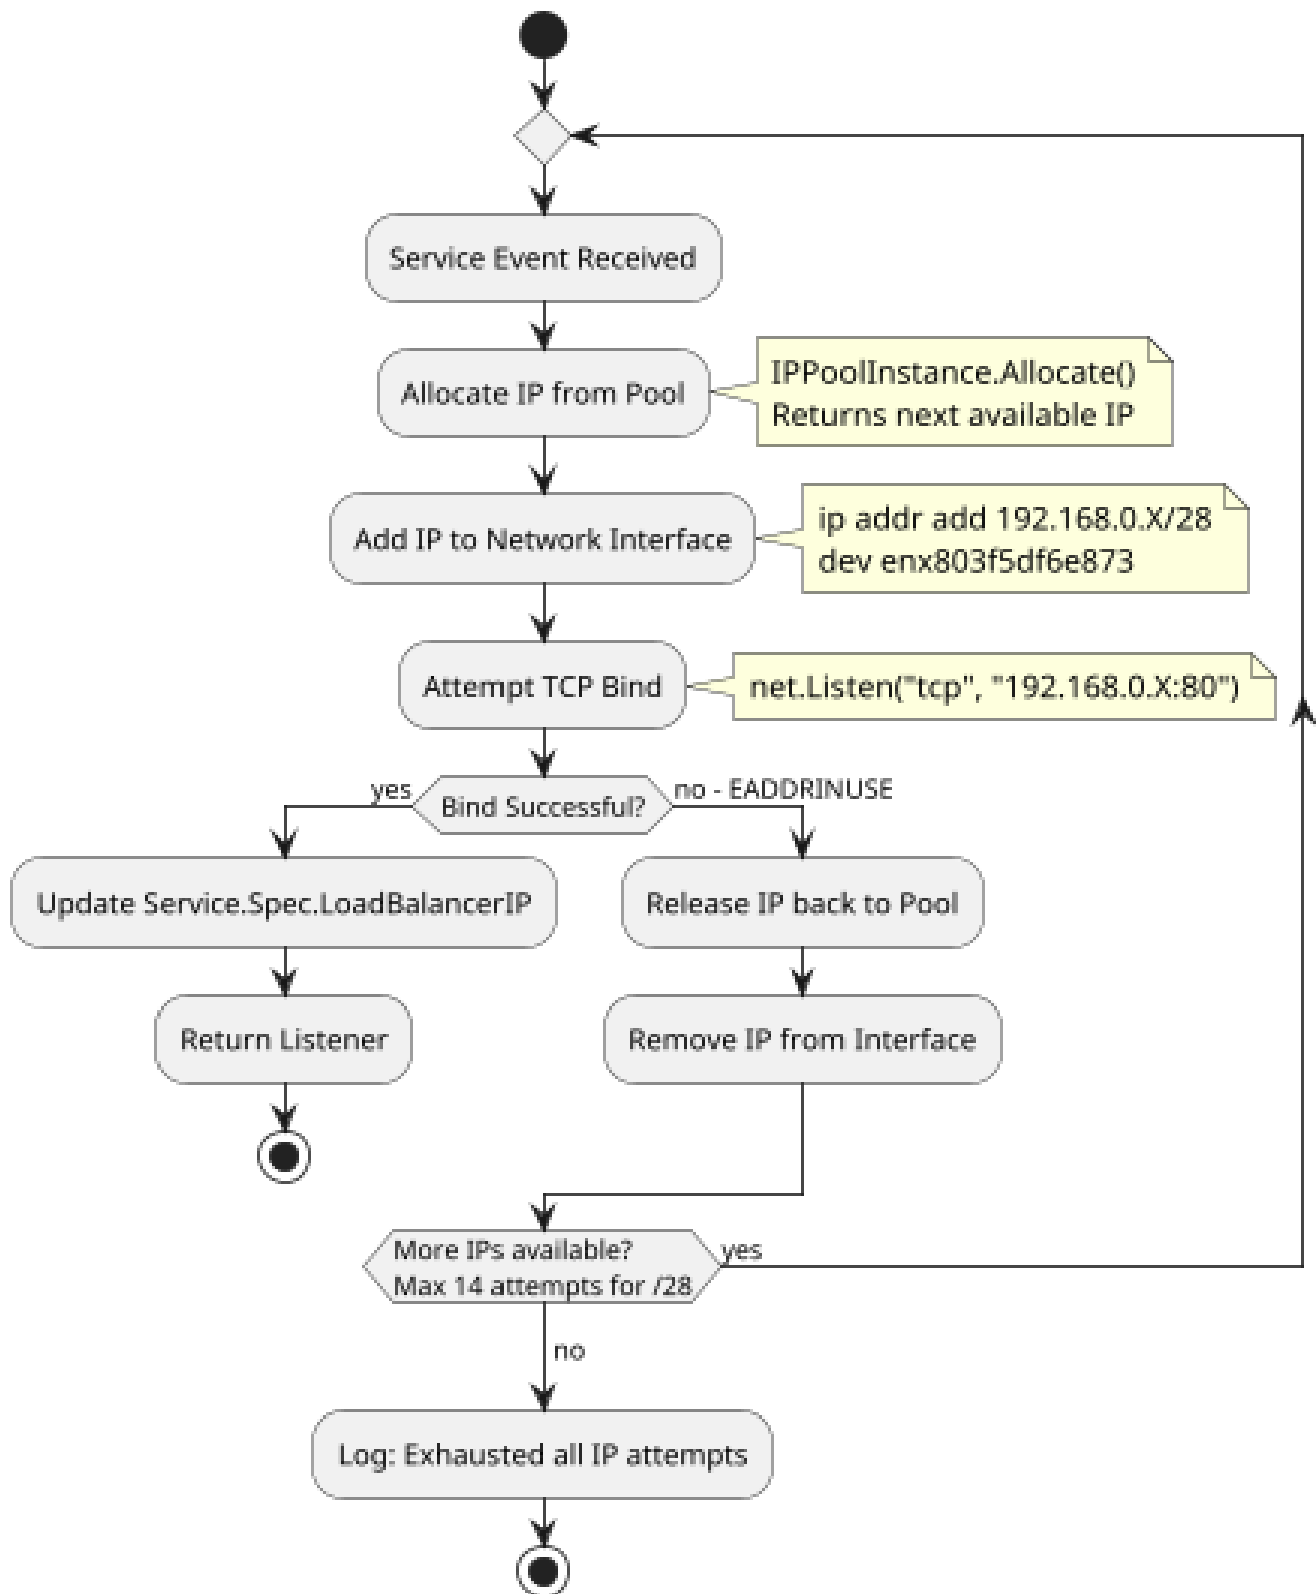 Service Event Received
Allocate IP from Pool
IPPoolInstance.Allocate()
Returns next available IP
Add IP to Network Interface
ip addr add 192.168.0.X/28
dev enx803f5df6e873
Attempt TCP Bind
net.Listen("tcp", "192.168.0.X:80")
yes
Bind Successful?
no - EADDRINUSE
Update Service.Spec.LoadBalancerIP
Release IP back to Pool
Return Listener
Remove IP from Interface
More IPs available?
Max 14 attempts for /28
yes
no
Log: Exhausted all IP attempts